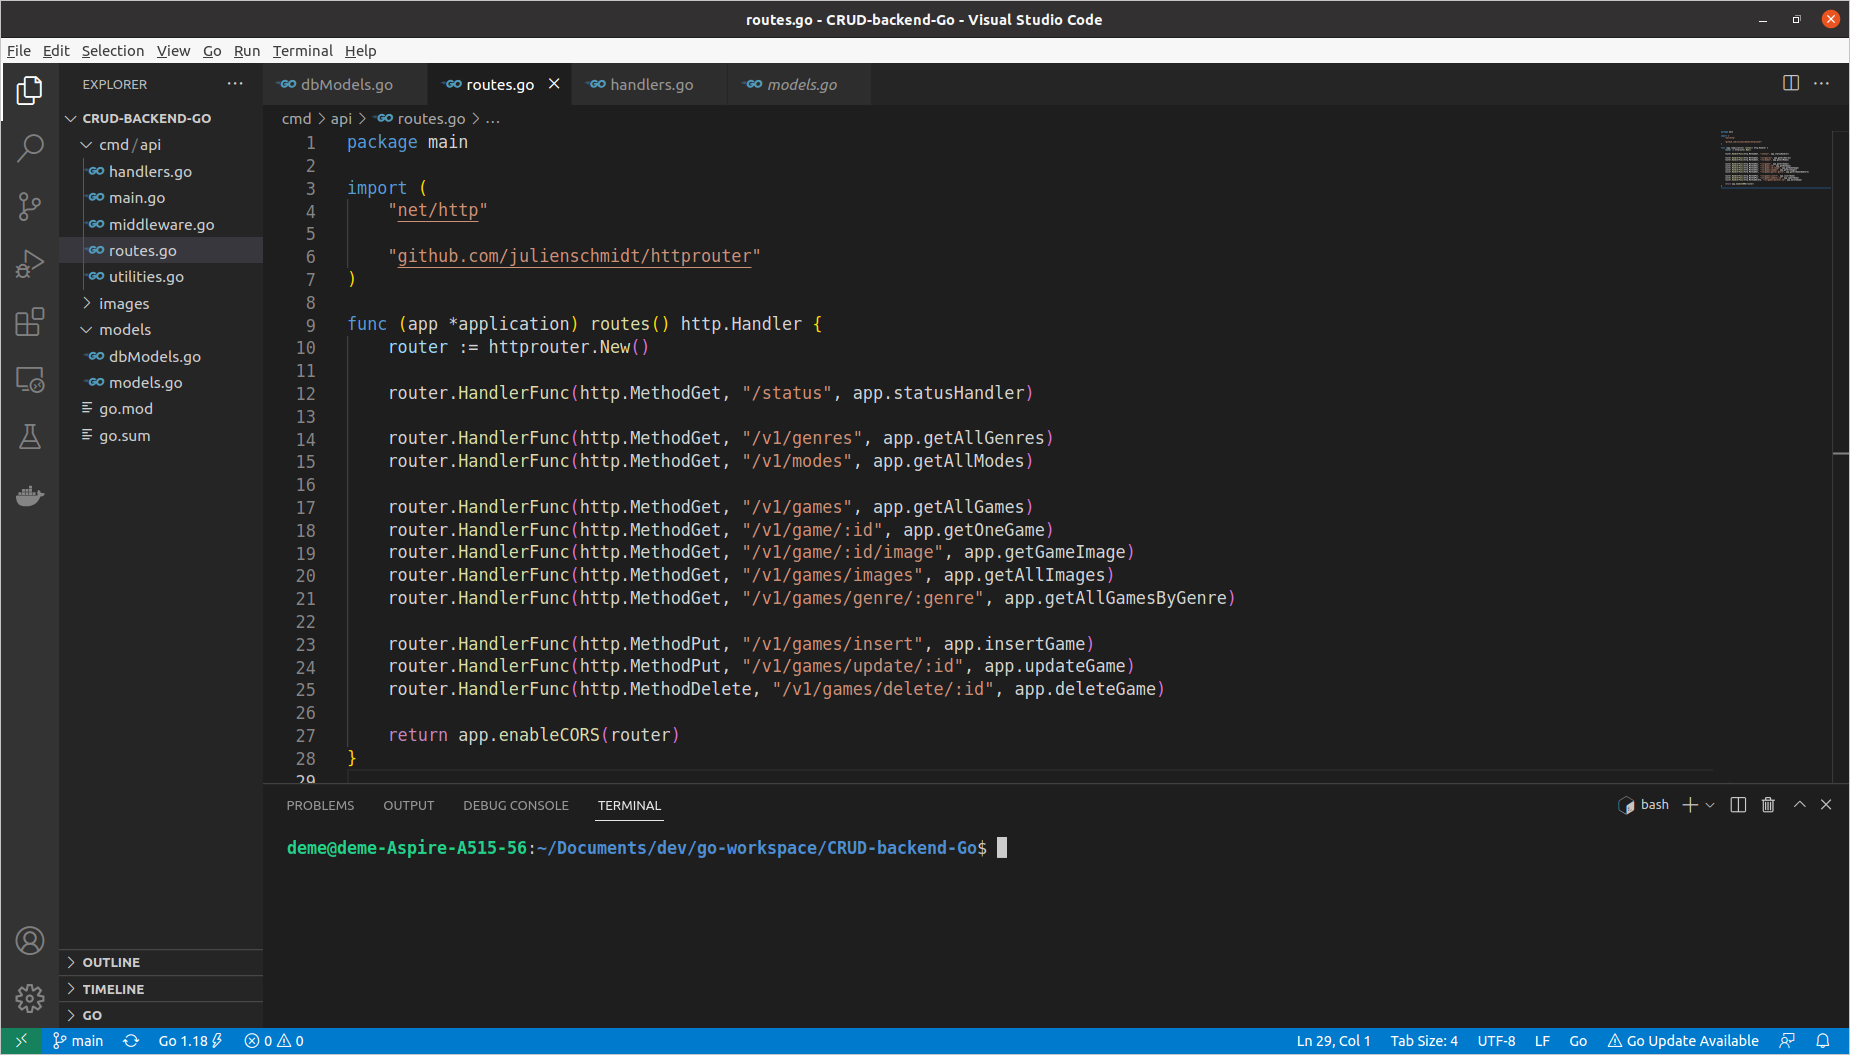 routes.go - CRUD-backend-Go - Visual Studio Code
File Edit Selection View Go Run Terminal Help
EXPLORER
CRUD-BACKEND-GO
cmd / api
GO handlers.go
GO main.go
GO middleware.go
GO routes.go
GO utilities.go
images
models
GO dbModels.go
GO models.go
go.mod
go.sum
OUTLINE
TIMELINE
GO
GO dbModels.go GO routes.go GO handlers.go GO models.go
cmd > api > GO routes.go > ...
1 package main
2
3 import (
4 "net/http"
5
6 "github.com/julienschmidt/httprouter"
7 )
8
9 func (app *application) routes() http.Handler {
10 router := httprouter.New()
11
12 router.HandlerFunc(http.MethodGet, "/status", app.statusHandler)
13
14 router.HandlerFunc(http.MethodGet, "/v1/genres", app.getAllGenres)
15 router.HandlerFunc(http.MethodGet, "/v1/modes", app.getAllModes)
16
17 router.HandlerFunc(http.MethodGet, "/v1/games", app.getAllGames)
18 router.HandlerFunc(http.MethodGet, "/v1/game/:id", app.getOneGame)
19 router.HandlerFunc(http.MethodGet, "/v1/game/:id/image", app.getGameImage)
20 router.HandlerFunc(http.MethodGet, "/v1/games/images", app.getAllImages)
21 router.HandlerFunc(http.MethodGet, "/v1/games/genre/:genre", app.getAllGamesByGenre)
22
23 router.HandlerFunc(http.MethodPut, "/v1/games/insert", app.insertGame)
24 router.HandlerFunc(http.MethodPut, "/v1/games/update/:id", app.updateGame)
25 router.HandlerFunc(http.MethodDelete, "/v1/games/delete/:id", app.deleteGame)
26
27 return app.enableCORS(router)
28 }
29
PROBLEMS OUTPUT DEBUG CONSOLE TERMINAL
bash
deme@deme-Aspire-A515-56:~/Documents/dev/go-workspace/CRUD-backend-Go$
main Go 1.18 0 0
Ln 29, Col 1 Tab Size: 4 UTF-8 LF Go Go Update Available